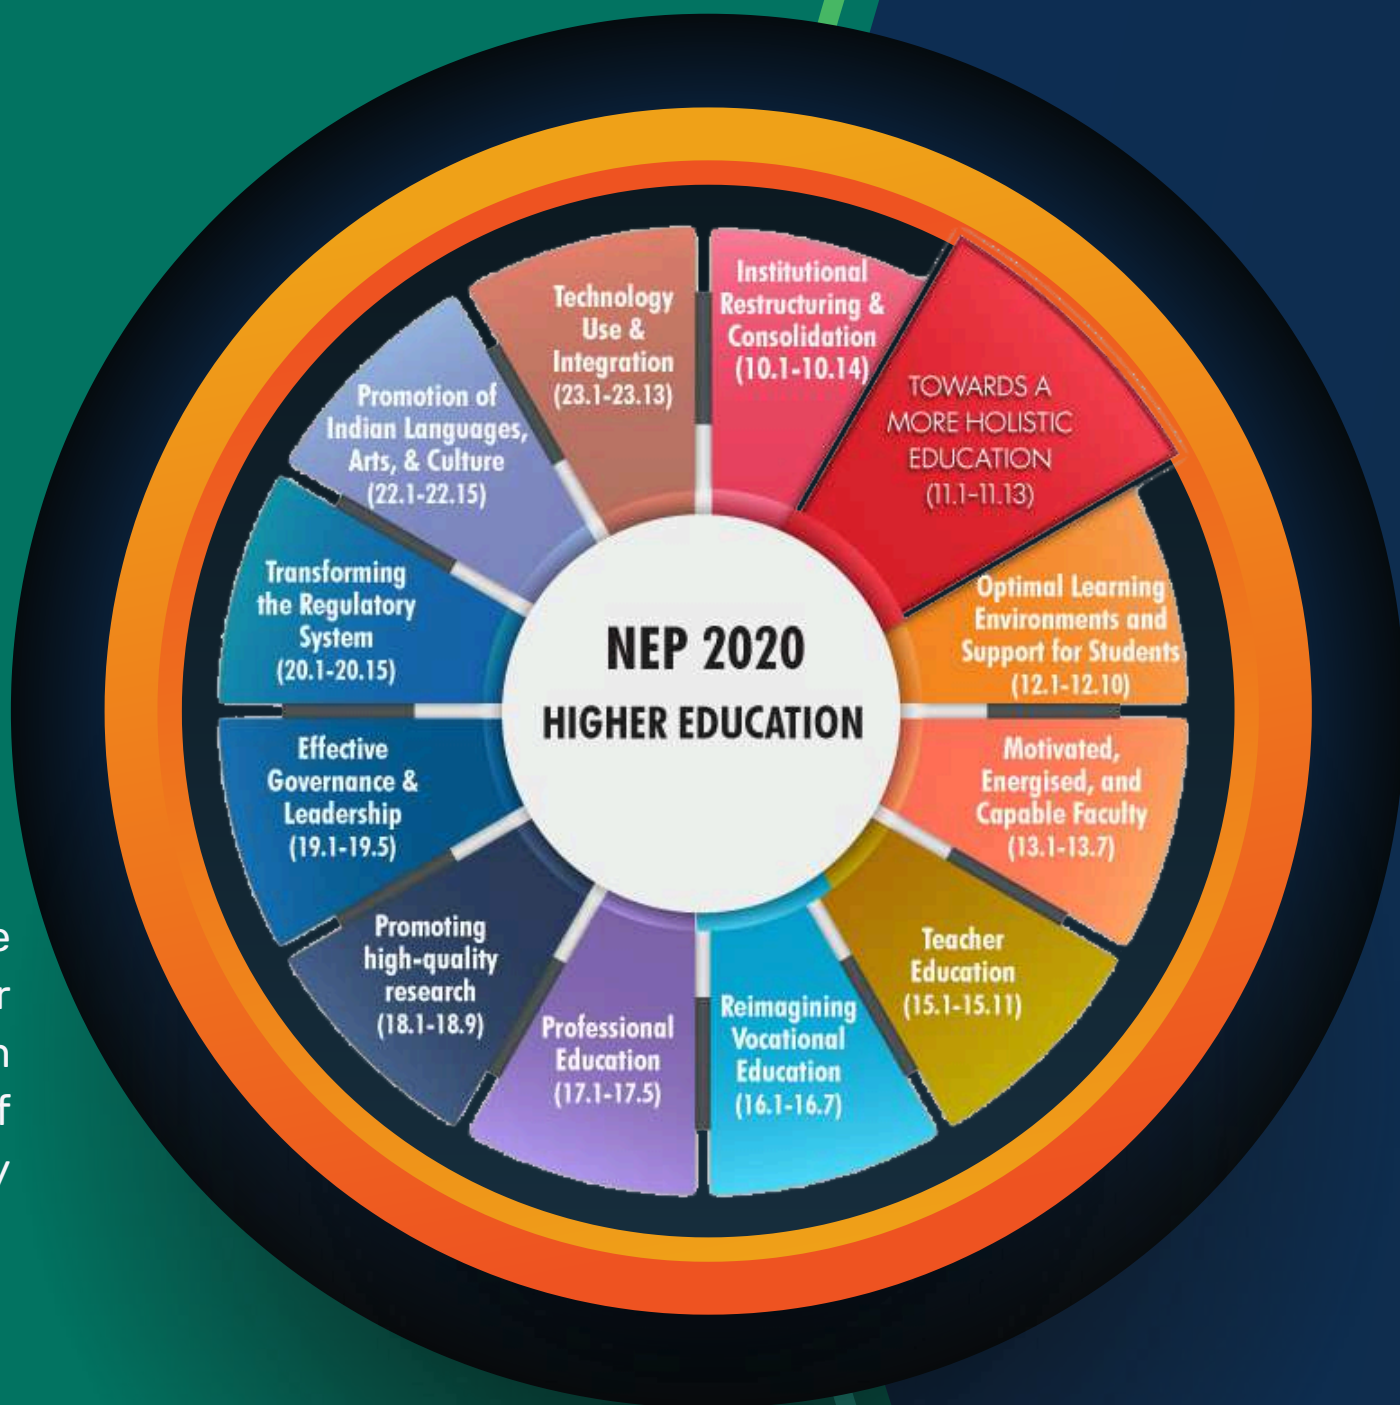 NEP 2020
HIGHER EDUCATION
Institutional
Restructuring &
Consolidation
(10.1-10.14)
TOWARDS A
MORE HOLISTIC
EDUCATION
(11.1-11.13)
Optimal Learning
Environments and
Support for Students
(12.1-12.10)
Motivated,
Energised, and
Capable Faculty
(13.1-13.7)
Teacher
Education
(15.1-15.11)
Reimagining
Vocational
Education
(16.1-16.7)
Professional
Education
(17.1-17.5)
Promoting
high-quality
research
(18.1-18.9)
Effective
Governance &
Leadership
(19.1-19.5)
Transforming
the Regulatory
System
(20.1-20.15)
Promotion of
Indian Languages,
Arts, & Culture
(22.1-22.15)
Technology
Use &
Integration
(23.1-23.13)